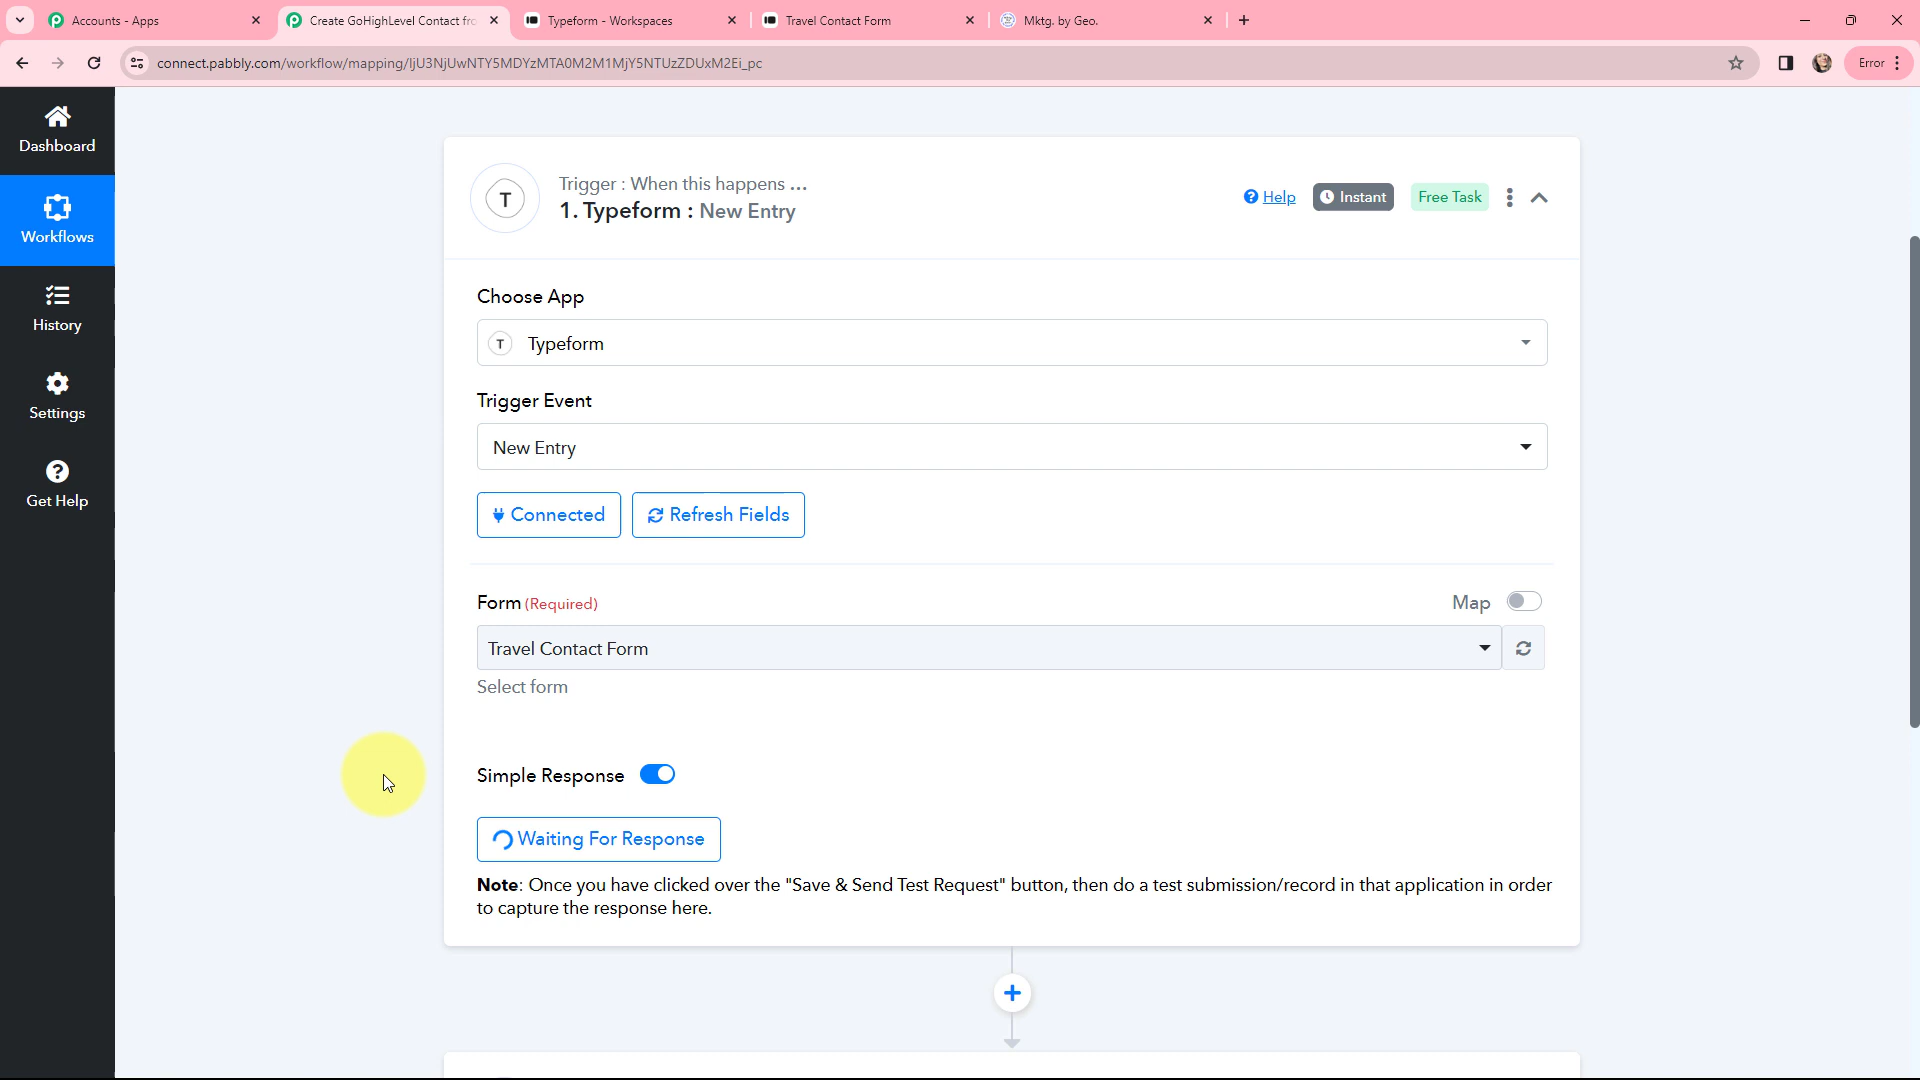 Accounts - Apps
Create GoHighLevel Contact fro
Typeform - Workspaces
Travel Contact Form
Mktg. by Geo.
connect.pabbly.com/workflow/mapping/IjU3NjUwNTY5MDYzMTA0M2M1MjY5NTUzZDUxM2Ei_pc
Error
Dashboard
Workflows
History
Settings
Get Help
Trigger : When this happens ...
T
1. Typeform : New Entry
Help
Instant
Free Task
Choose App
T Typeform
Trigger Event
New Entry
Connected
Refresh Fields
Form (Required)
Map
Travel Contact Form
Select form
Simple Response
Waiting For Response
Note: Once you have clicked over the "Save & Send Test Request" button, then do a test submission/record in that application in order
to capture the response here.